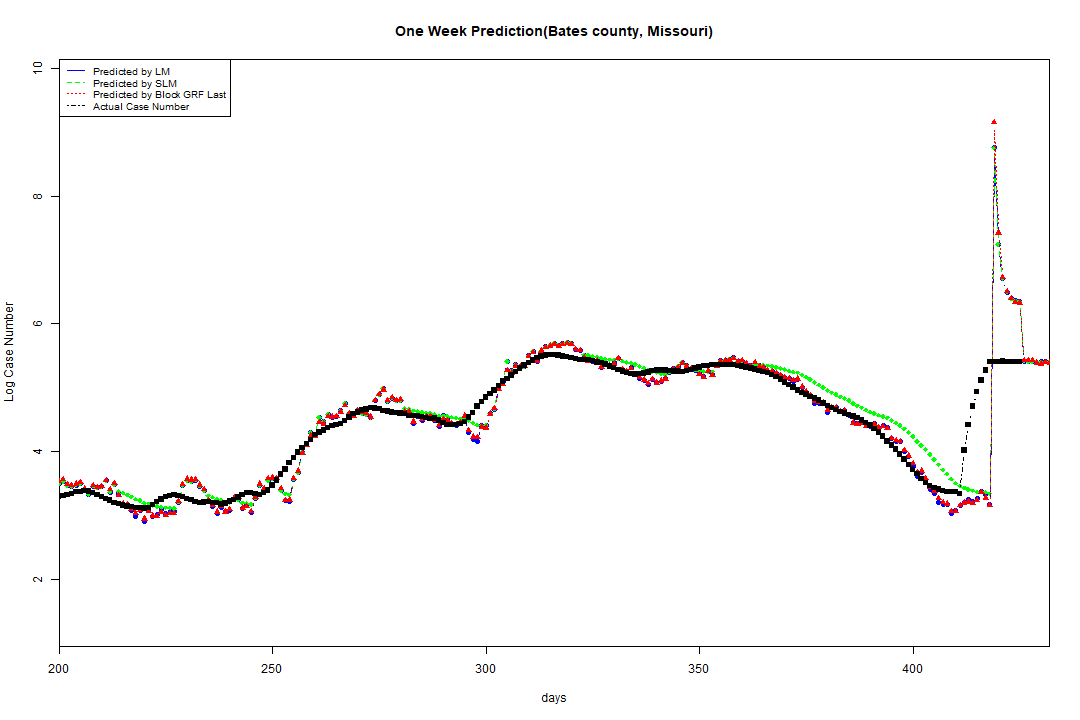 One Week Prediction(Bates county, Missouri)
Predicted by LM
Predicted by SLM
Predicted by Block GRF Last
Actual Case Number
Log Case Number
10
8
6
4
2
200 250 300 350 400
days